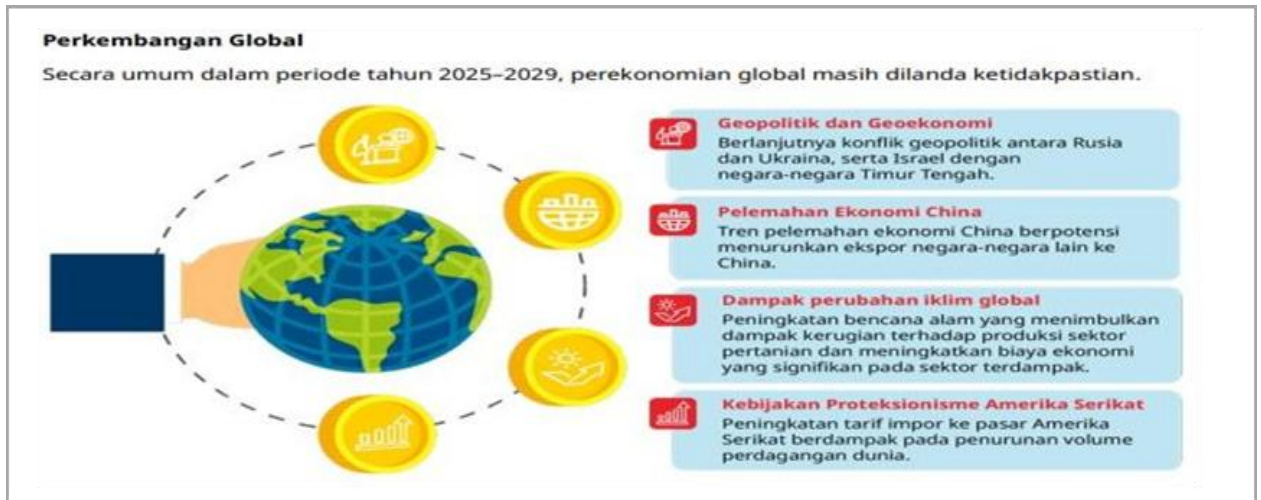 Perkembangan Global
Secara umum dalam periode tahun 2025–2029, perekonomian global masih dilanda ketidakpastian.
Geopolitik dan Geoekonomi
Berlanjutnya konflik geopolitik antara Rusia
dan Ukraina, serta Israel dengan
negara-negara Timur Tengah.
Pelemahan Ekonomi China
Tren pelemahan ekonomi China berpotensi
menurunkan ekspor negara-negara lain ke
China.
Dampak perubahan iklim global
Peningkatan bencana alam yang menimbulkan
dampak kerugian terhadap produksi sektor
pertanian dan meningkatkan biaya ekonomi
yang signifikan pada sektor terdampak.
Kebijakan Proteksionisme Amerika Serikat
Peningkatan tarif impor ke pasar Amerika
Serikat berdampak pada penurunan volume
perdagangan dunia.